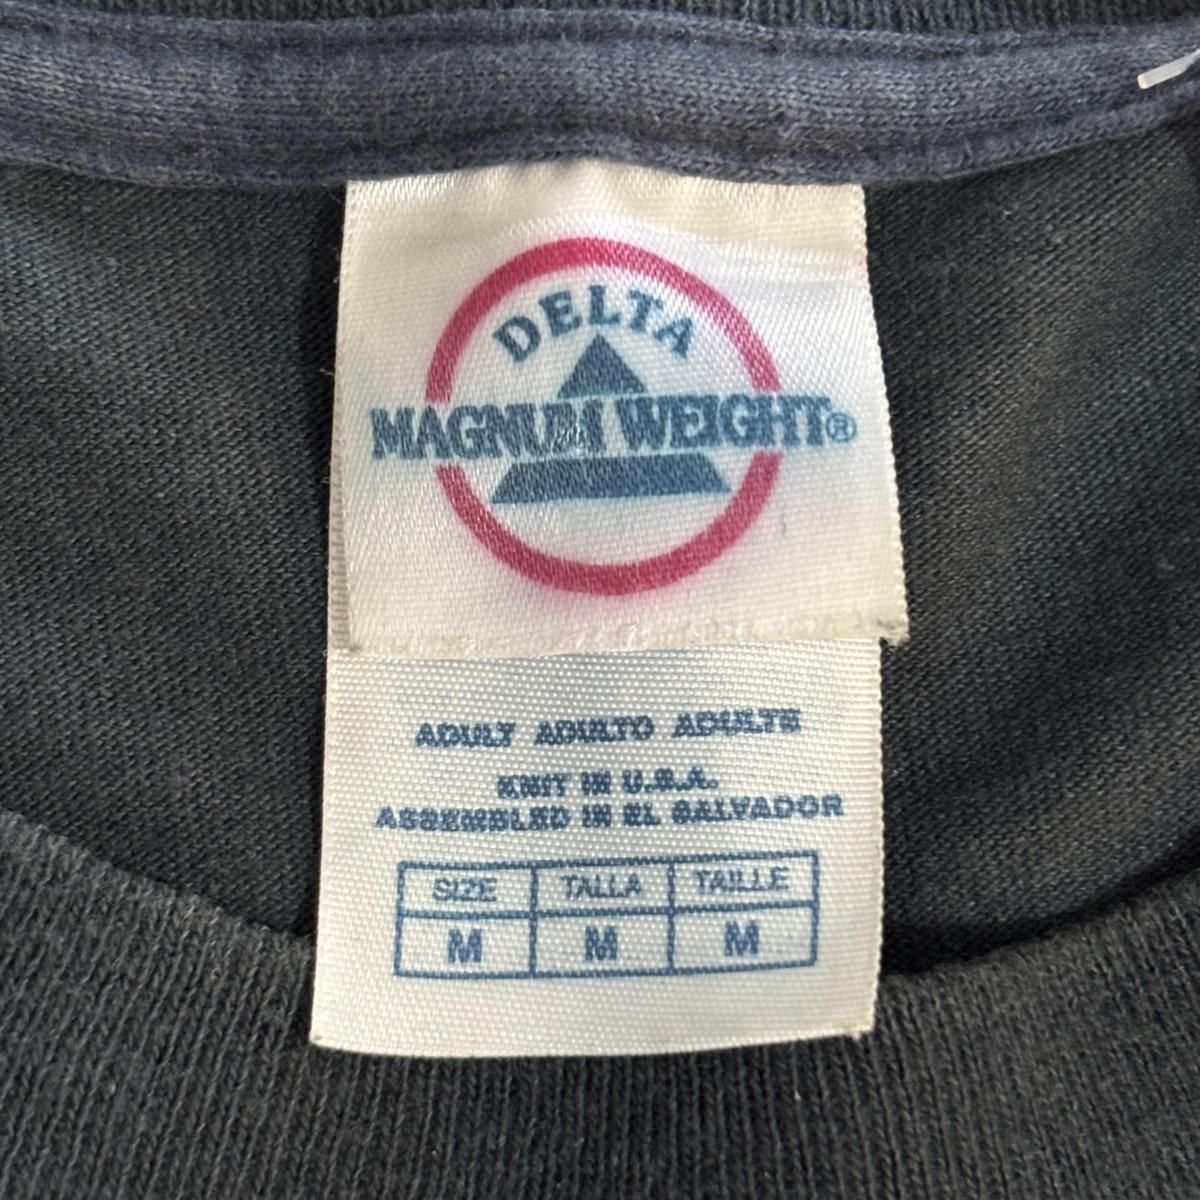 DELTA
MAGNUM WEIGHT®
ADULT ADULTO ADULTE
KNIT IN U.S.A.
ASSEMBLED IN EL SALVADOR
SIZE TALLA TAILLE
M M M